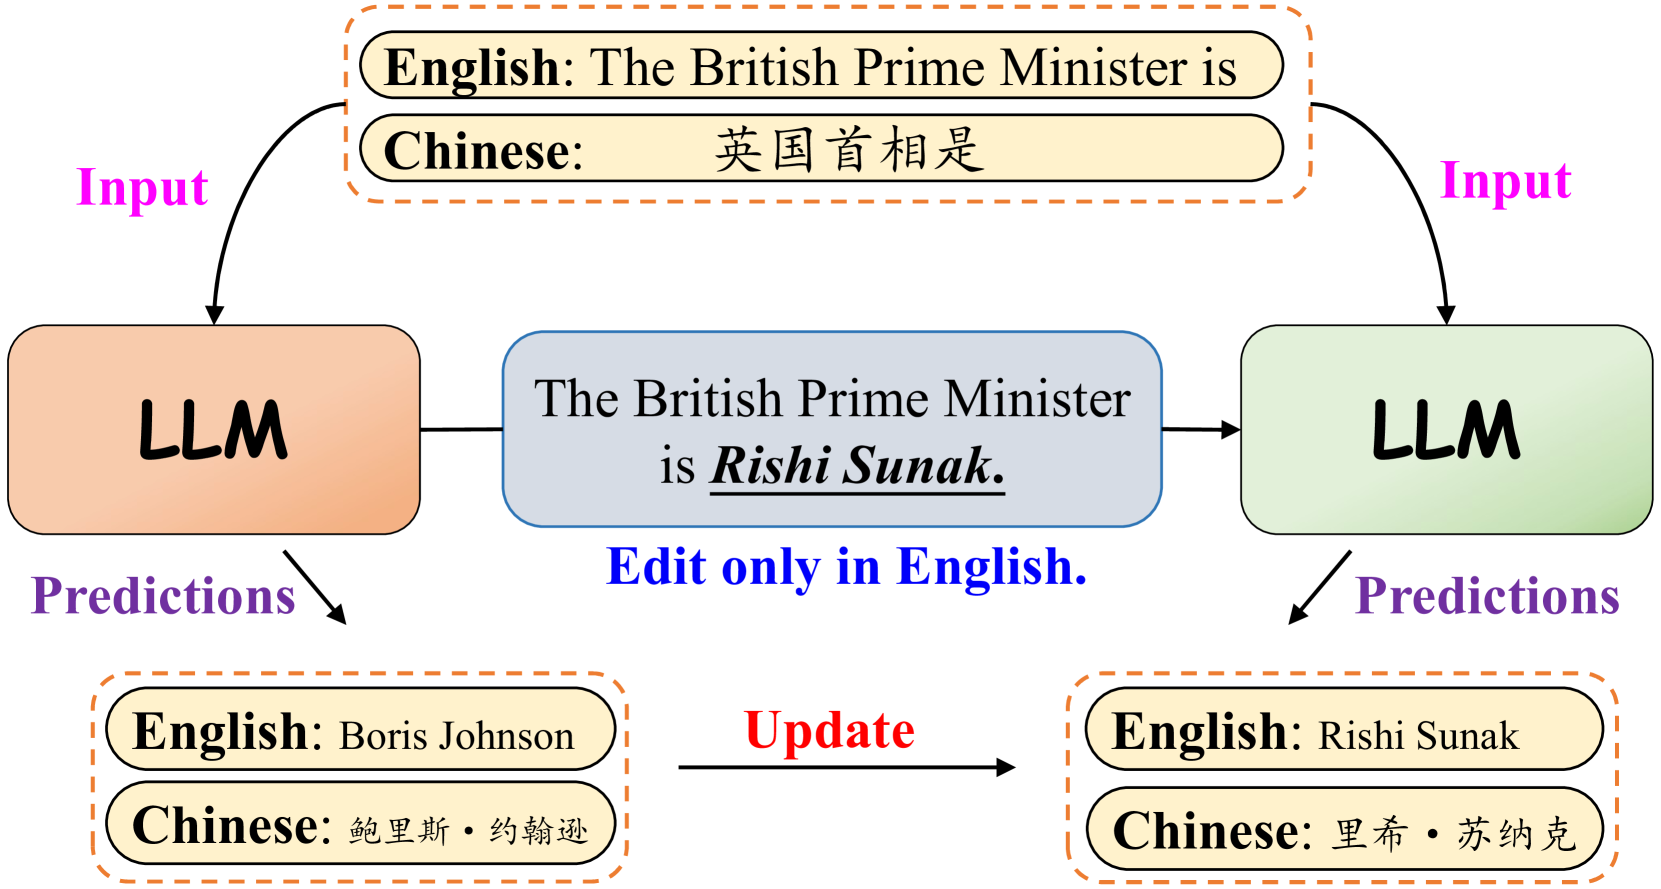 English: The British Prime Minister is
Chinese: 英国首相是
Input
Input
LLM
The British Prime Minister
is Rishi Sunak.
LLM
Edit only in English.
Predictions
Predictions
English: Boris Johnson
Chinese: 鲍里斯·约翰逊
Update
English: Rishi Sunak
Chinese: 里希·苏纳克